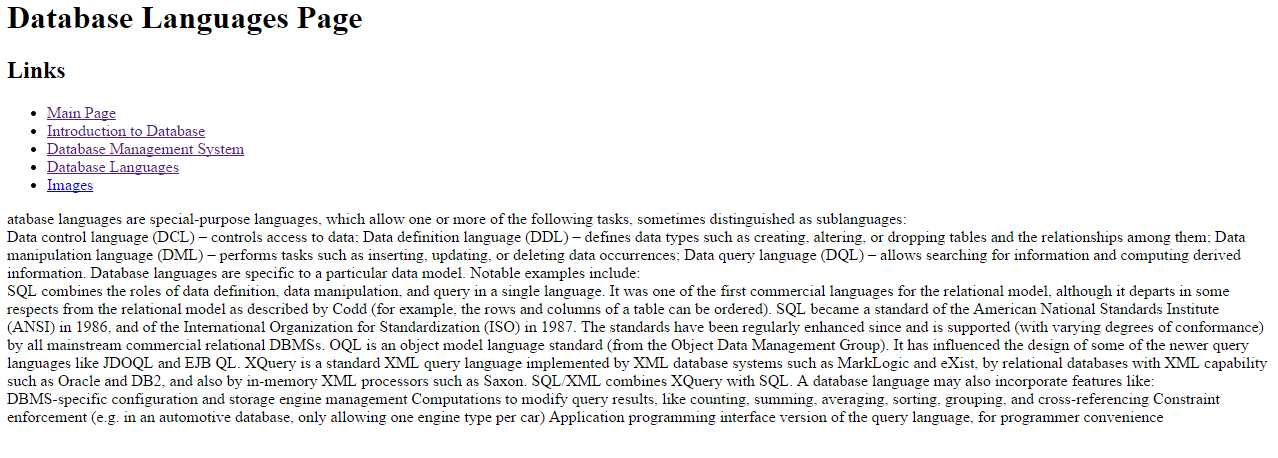 Database Languages Page
Links
Main Page
Introduction to Database
Database Management System
Database Languages
Images
atabase languages are special-purpose languages, which allow one or more of the following tasks, sometimes distinguished as sublanguages:
Data control language (DCL) – controls access to data; Data definition language (DDL) – defines data types such as creating, altering, or dropping tables and the relationships among them; Data
manipulation language (DML) – performs tasks such as inserting, updating, or deleting data occurrences; Data query language (DQL) – allows searching for information and computing derived
information. Database languages are specific to a particular data model. Notable examples include:
SQL combines the roles of data definition, data manipulation, and query in a single language. It was one of the first commercial languages for the relational model, although it departs in some
respects from the relational model as described by Codd (for example, the rows and columns of a table can be ordered). SQL became a standard of the American National Standards Institute
(ANSI) in 1986, and of the International Organization for Standardization (ISO) in 1987. The standards have been regularly enhanced since and is supported (with varying degrees of conformance)
by all mainstream commercial relational DBMSs. OQL is an object model language standard (from the Object Data Management Group). It has influenced the design of some of the newer query
languages like JDOQL and EJB QL. XQuery is a standard XML query language implemented by XML database systems such as MarkLogic and eXist, by relational databases with XML capability
such as Oracle and DB2, and also by in-memory XML processors such as Saxon. SQL/XML combines XQuery with SQL. A database language may also incorporate features like:
DBMS-specific configuration and storage engine management Computations to modify query results, like counting, summing, averaging, sorting, grouping, and cross-referencing Constraint
enforcement (e.g. in an automotive database, only allowing one engine type per car) Application programming interface version of the query language, for programmer convenience